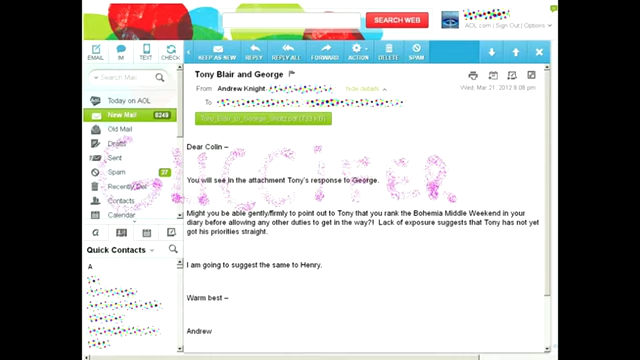 SEARCH WEB
AOL.com | Sign Out | Options
EMAIL IM TEXT CHECK
KEEP AS NEW REPLY REPLY ALL FORWARD ACTION DELETE SPAM
Search Mail
Tony Blair and George
From Andrew Knight
hide details
To
Wed, Mar 21, 2012 8:08 pm
Today on AOL
New Mail 8249
Old Mail
Drafts
Sent
Spam 27
Recently Del
Contacts
Calendar
Quick Contacts
A
Dear Colin –
GUCCIFER
You will see in the attachment Tony's response to George.
Might you be able gently/firmly to point out to Tony that you rank the Bohemia Middle Weekend in your
diary before allowing any other duties to get in the way?! Lack of exposure suggests that Tony has not yet
got his priorities straight.
I am going to suggest the same to Henry.
Warm best –
Andrew